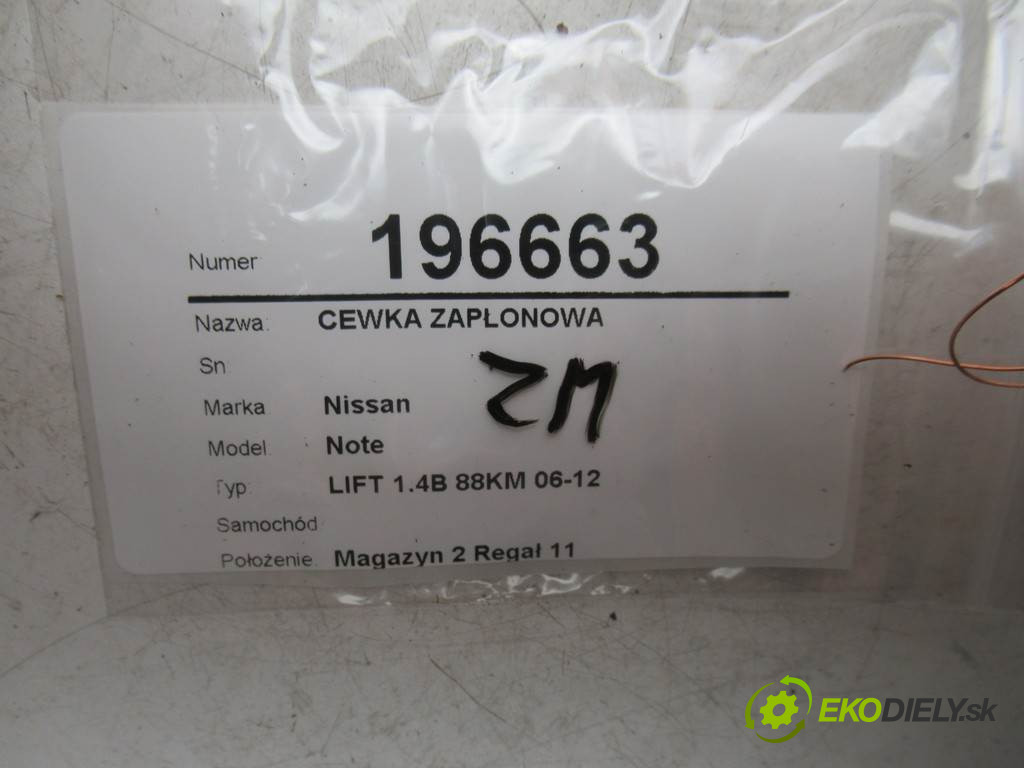 Numer 196663
Nazwa: CEWKA ZAPŁONOWA
Sn
ZM
Marka Nissan
Model Note
Typ LIFT 1.4B 88KM 06-12
Samochód
Położenie Magazyn 2 Regał 11
EKODIELY.sk